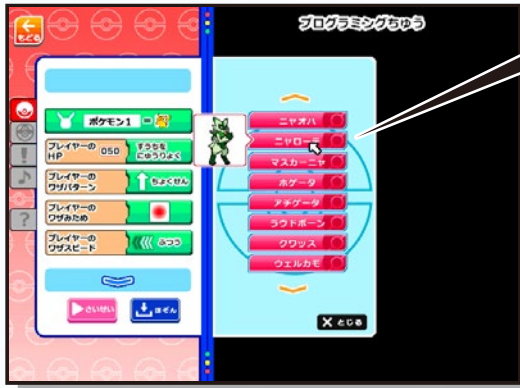 もどる
プログラミングちゅう
ポケモン1 =
プレイヤーの
HP
050
すうちを
にゅうりょく
プレイヤーの
ワザパターン
ちょくせん
プレイヤーの
ワザみため
プレイヤーの
ワザスピード
ふつう
さいせい
ほぞん
!
?
ニャオハ
ニャローテ
マスカーニャ
ホゲータ
アチゲータ
ラウドボーン
クワッス
ウェルカモ
X とじる